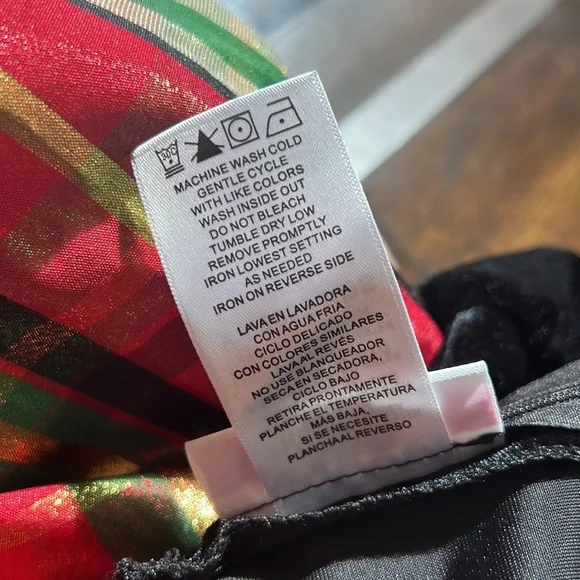 30C
MACHINE WASH COLD
GENTLE CYCLE
WITH LIKE COLORS
WASH INSIDE OUT
DO NOT BLEACH
TUMBLE DRY LOW
REMOVE PROMPTLY
IRON LOWEST SETTING
AS NEEDED
IRON ON REVERSE SIDE
LAVA EN LAVADORA
CON AGUA FRIA
CICLO DELICADO
CON COLORES SIMILARES
LAVAL REVES
NO USE BLANQUEADOR
SECA EN SECADORA,
CICLO BAJO
RETIRA PRONTAMENTE
PLANCHE EL TEMPERATURA
MÁS BAJA,
SI SE NECESITE
PLANCHAAL REVERSO